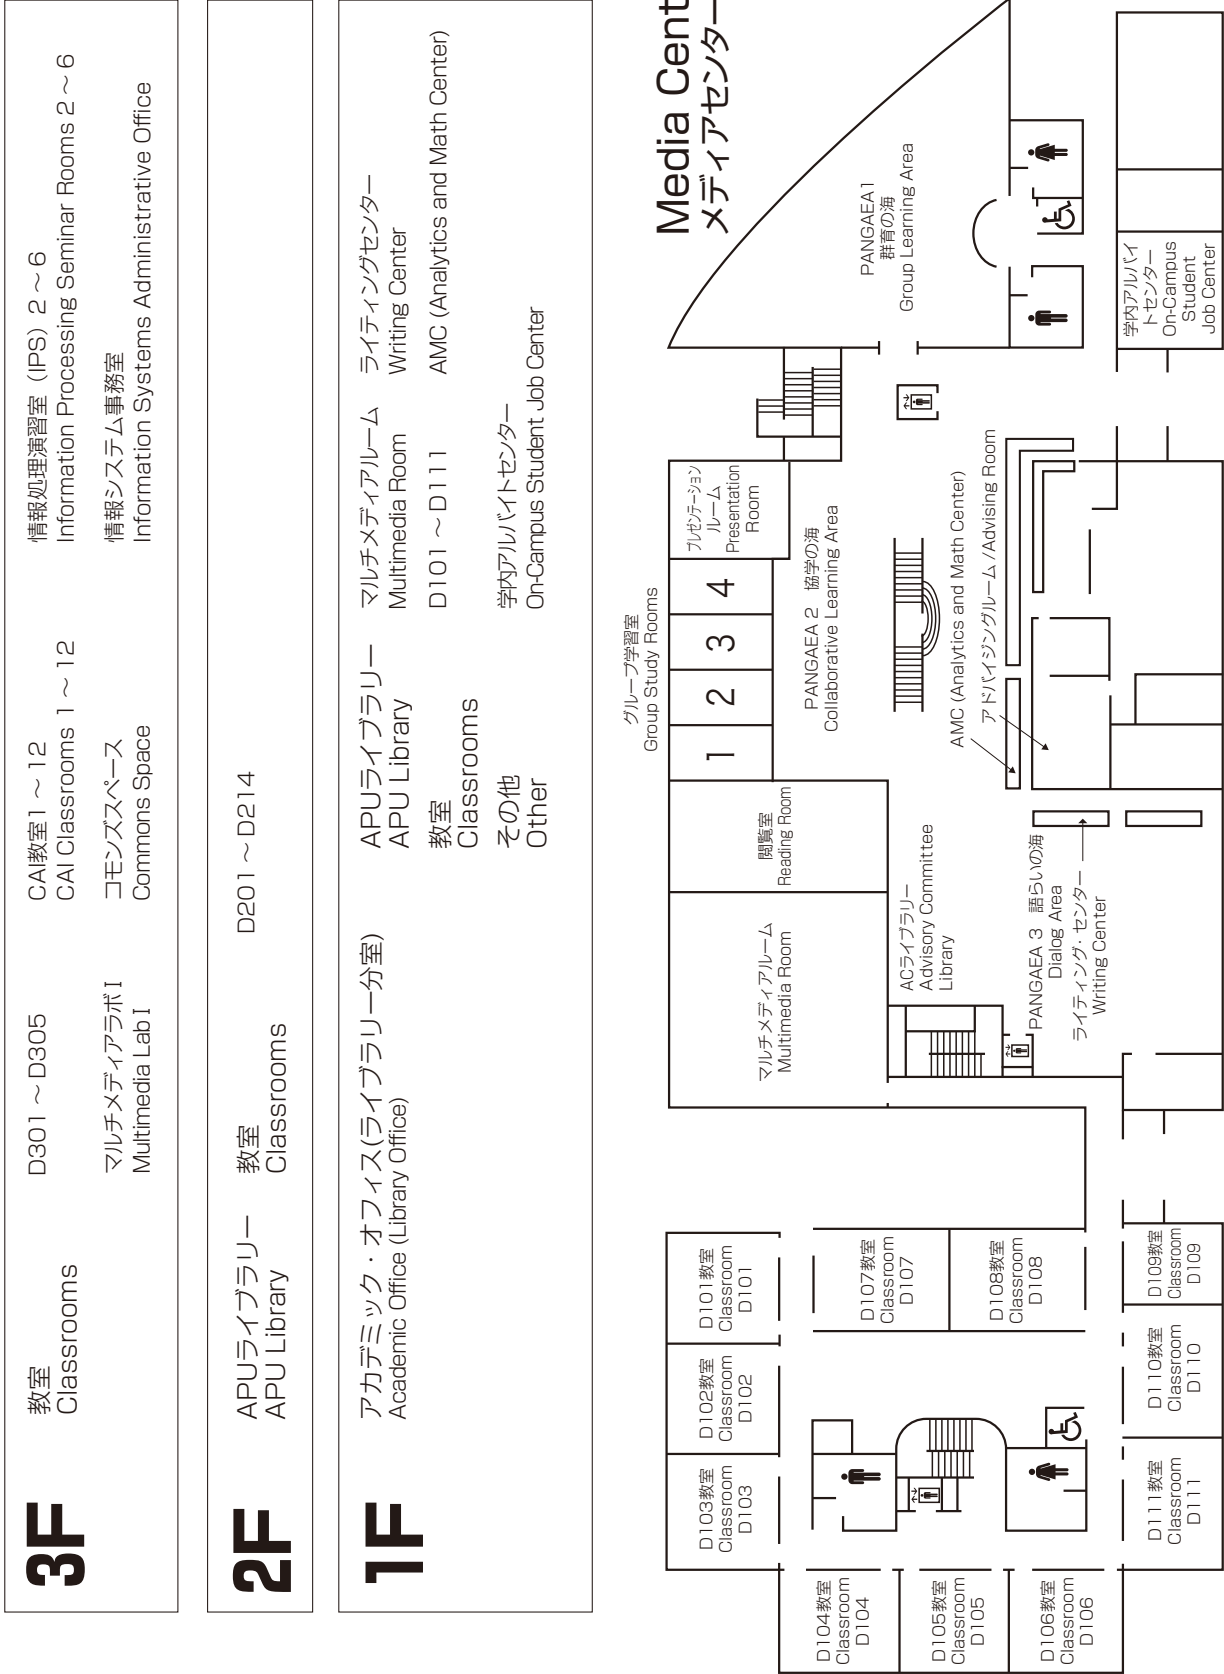 3F
教室
Classrooms
D301 ~ D305
CAI教室1 ~ 12
CAI Classrooms 1 ~ 12
情報処理演習室（IPS）2 ~ 6
Information Processing Seminar Rooms 2 ~ 6
マルチメディアラボⅠ
Multimedia Lab Ⅰ
コモンズスペース
Commons Space
情報システム事務室
Information Systems Administrative Office
2F
APUライブラリー
APU Library
教室
Classrooms
D201 ~ D214
1F
アカデミック・オフィス(ライブラリー分室)
Academic Office (Library Office)
APUライブラリー
APU Library
マルチメディアルーム
Multimedia Room
ライティングセンター
Writing Center
教室
Classrooms
D101 ~ D111
AMC (Analytics and Math Center)
その他
Other
学内アルバイトセンター
On-Campus Student Job Center
Media Cent
メディアセンター
グループ学習室
Group Study Rooms
1
2
3
4
プレゼンテーション
ルーム
Presentation
Room
閲覧室
Reading Room
マルチメディアルーム
Multimedia Room
PANGAEA 2 協学の海
Collaborative Learning Area
PANGAEA1
群育の海
Group Learning Area
ACライブラリー
Advisory Committee
Library
AMC (Analytics and Math Center)
アドバイジングルーム /Advising Room
PANGAEA 3 語らいの海
Dialog Area
ライティング・センター
Writing Center
学内アルバイ
トセンター
On-Campus
Student
Job Center
D101教室
Classroom
D101
D102教室
Classroom
D102
D103教室
Classroom
D103
D104教室
Classroom
D104
D105教室
Classroom
D105
D106教室
Classroom
D106
D107教室
Classroom
D107
D108教室
Classroom
D108
D109教室
Classroom
D109
D110教室
Classroom
D110
D111教室
Classroom
D111